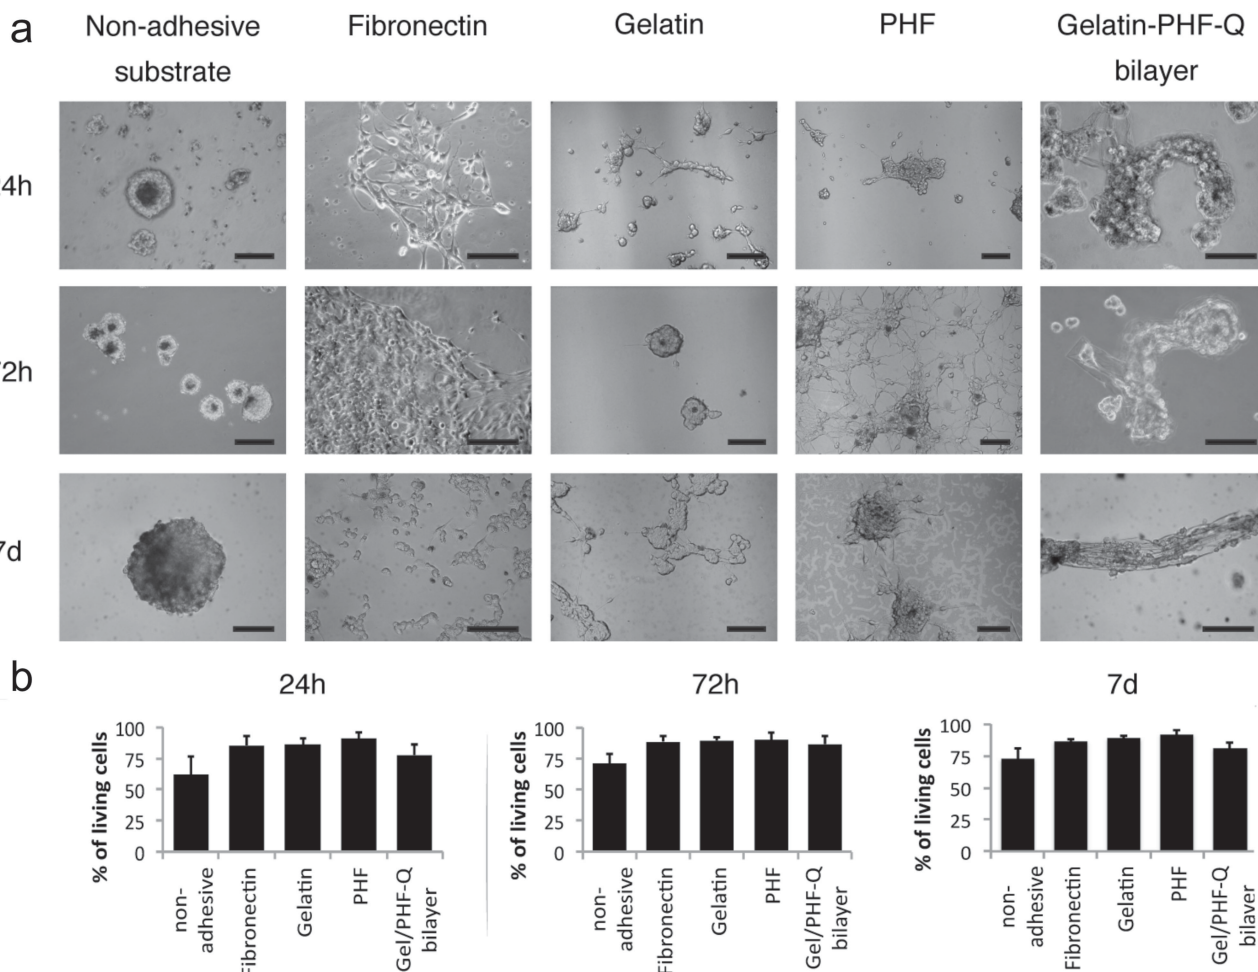 a
Non-adhesive
substrate
Fibronectin
Gelatin
PHF
Gelatin-PHF-Q
bilayer
4h
72h
7d
b
24h
72h
7d
% of living cells
100
75
50
25
0
non-
adhesive
Fibronectin
Gelatin
PHF
Gel/PHF-Q
bilayer
% of living cells
100
75
50
25
0
non-
adhesive
Fibronectin
Gelatin
PHF
Gel/PHF-Q
bilayer
% of living cells
100
75
50
25
0
non-
adhesive
Fibronectin
Gelatin
PHF
Gel/PHF-Q
bilayer